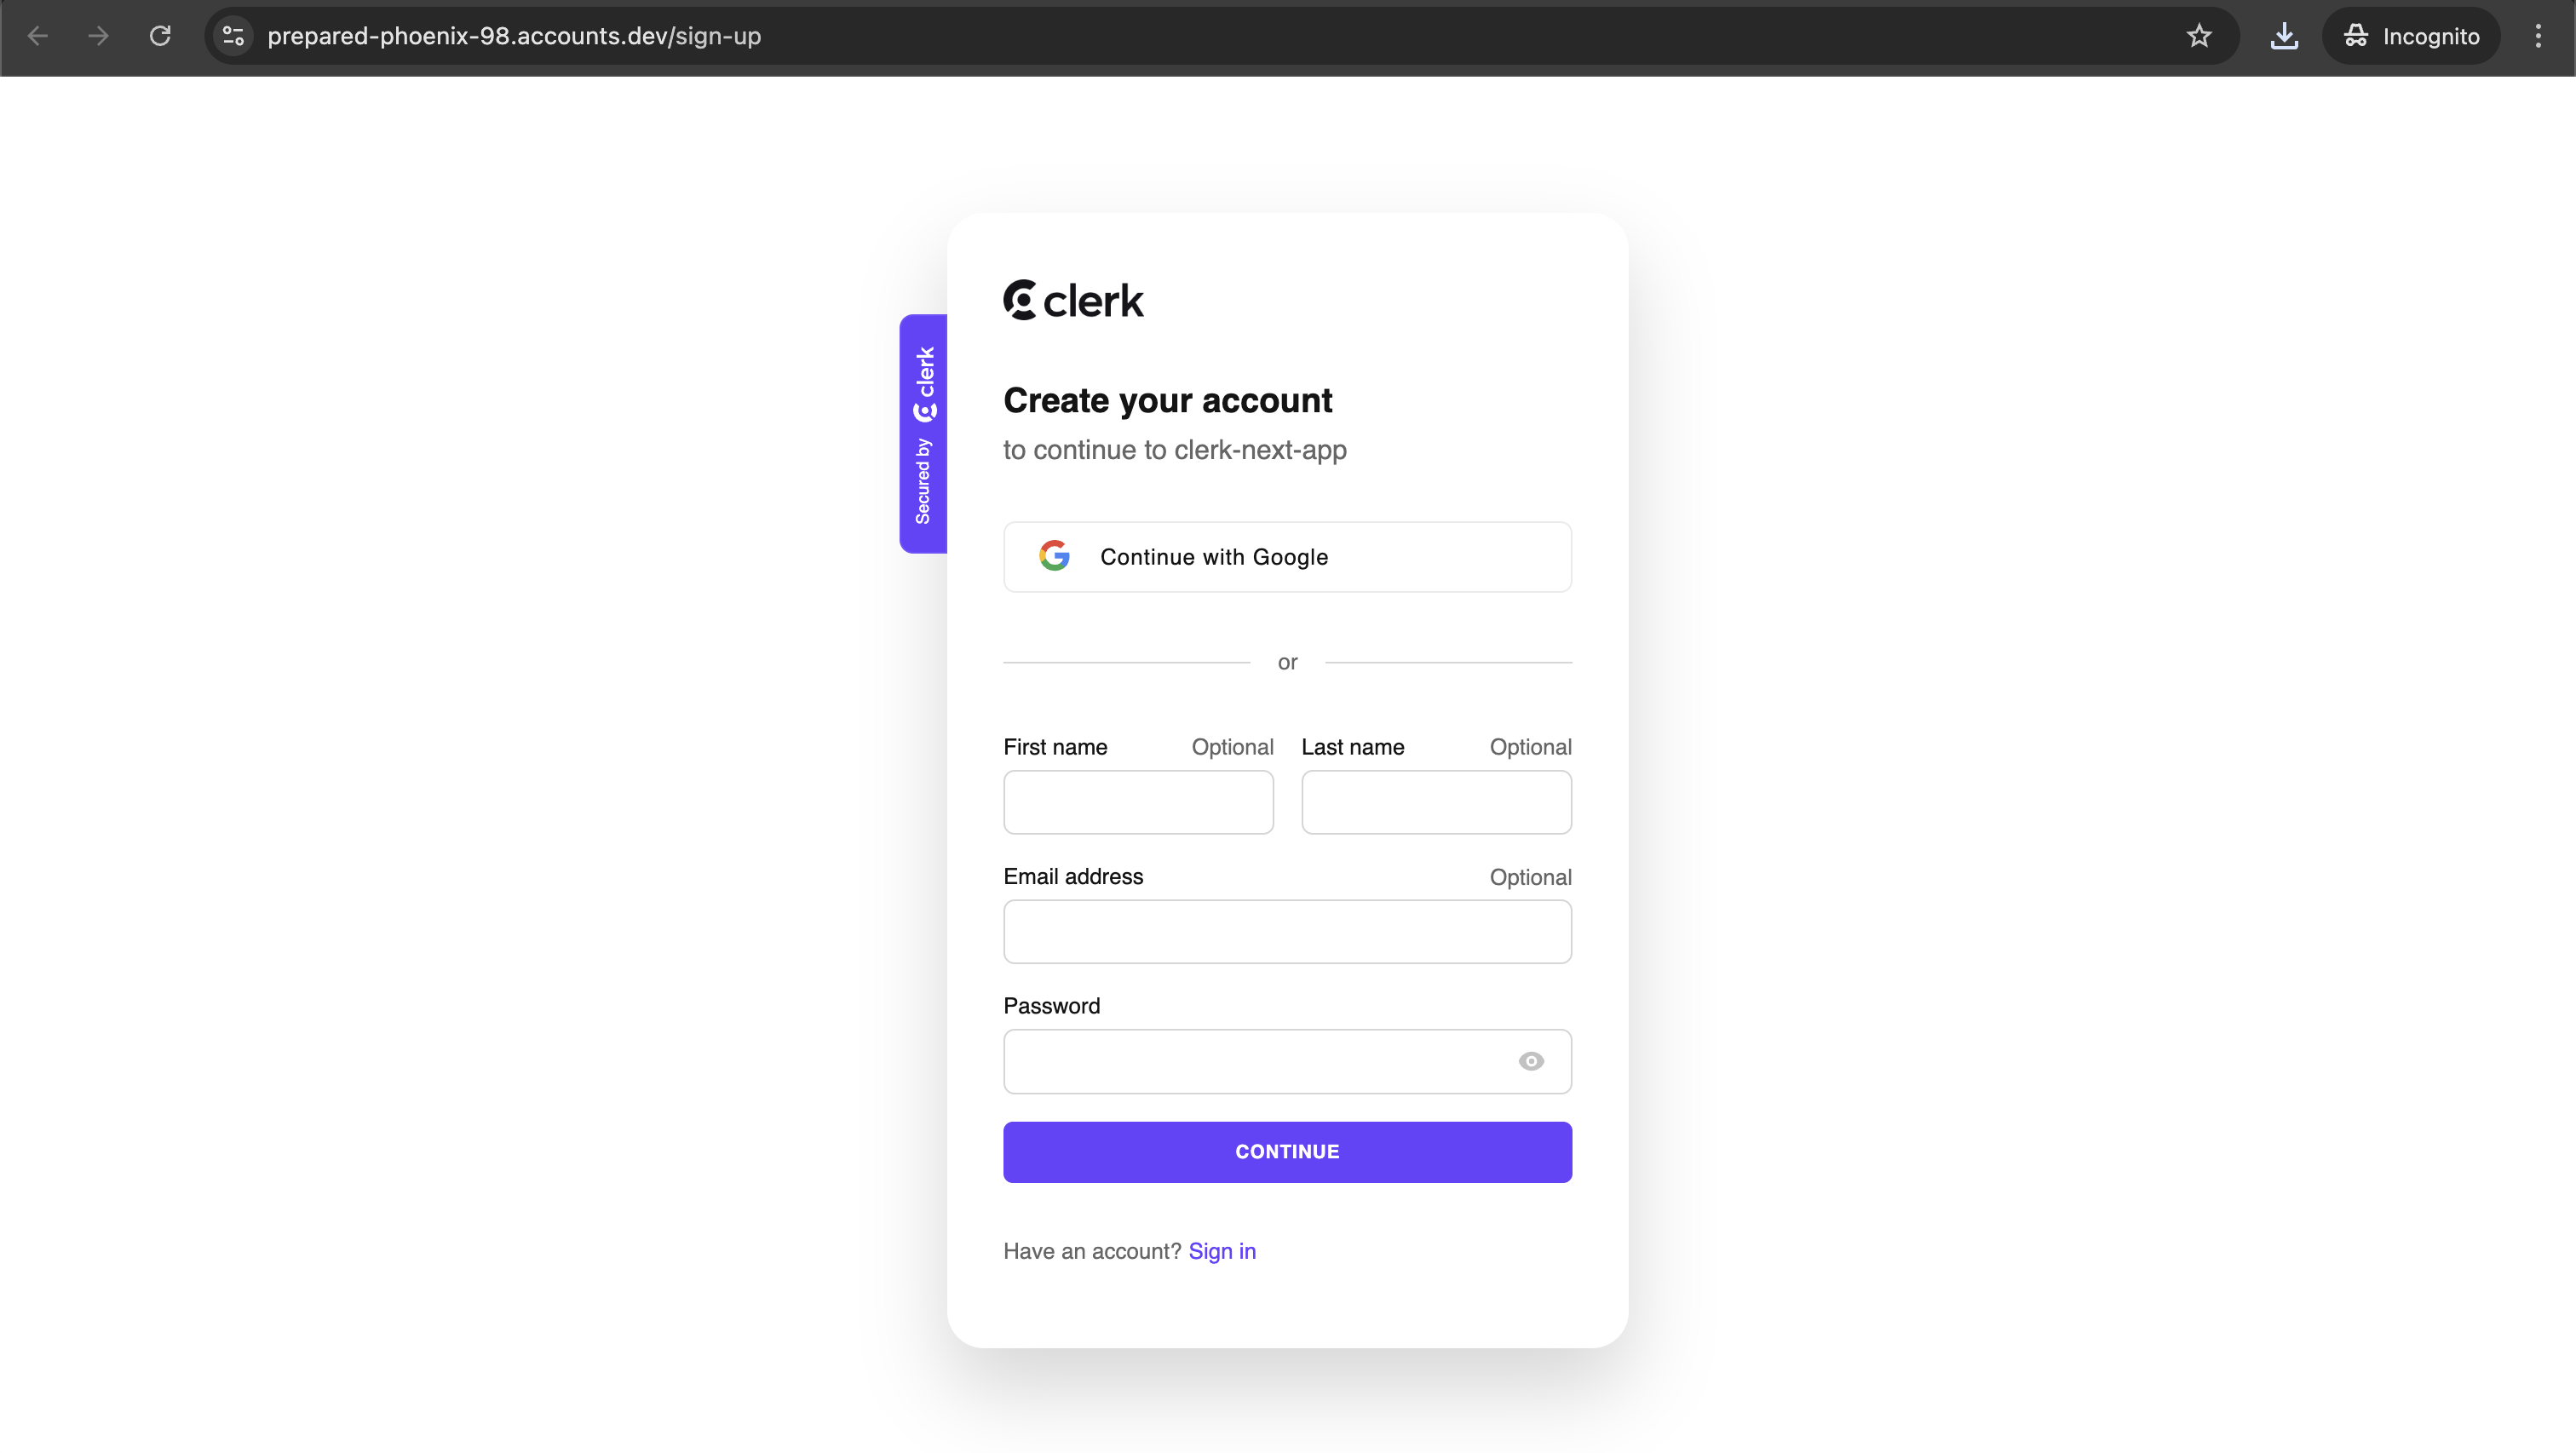 prepared-phoenix-98.accounts.dev/sign-up
Incognito
clerk
Secured by clerk
Create your account
to continue to clerk-next-app
Continue with Google
or
First name Optional Last name Optional
Email address Optional
Password
CONTINUE
Have an account? Sign in